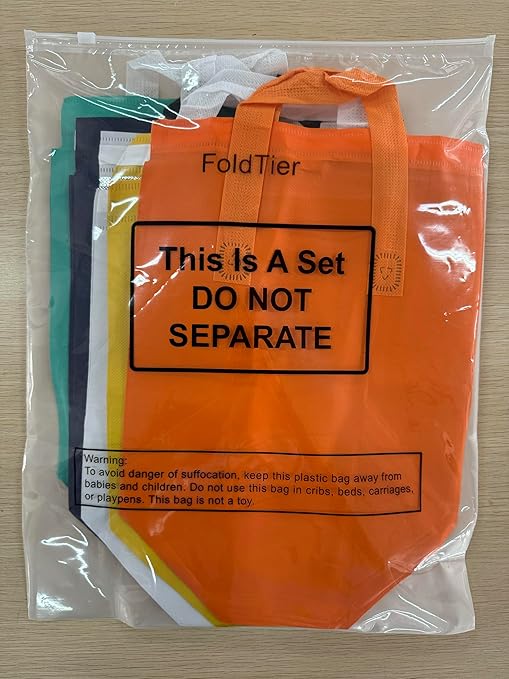 FoldTier
This Is A Set
DO NOT
SEPARATE
Warning:
To avoid danger of suffocation, keep this plastic bag away from
babies and children. Do not use this bag in cribs, beds, carriages,
or playpens. This bag is not a toy.